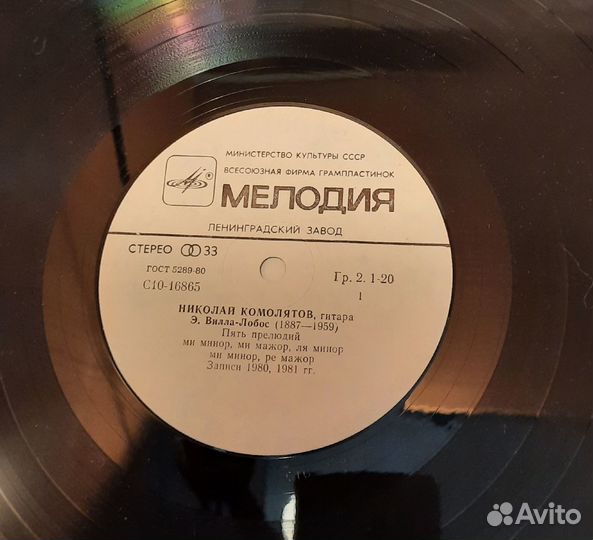 МИНИСТЕРСТВО КУЛЬТУРЫ СССР
ВСЕСОЮЗНАЯ ФИРМА ГРАМПЛАСТИНОК
МЕЛОДИЯ
ЛЕНИНГРАДСКИЙ ЗАВОД
СТЕРЕО 33
ГОСТ 5289-80
С10-16865
Гр. 2. 1-20
1
НИКОЛАЙ КОМОЛЯТОВ, гитара
Э. Вилла-Лобос (1887—1959)
Пять прелюдий
ми минор, ми мажор, ля минор
ми минор, ре мажор
Записи 1980, 1981 гг.
Avito